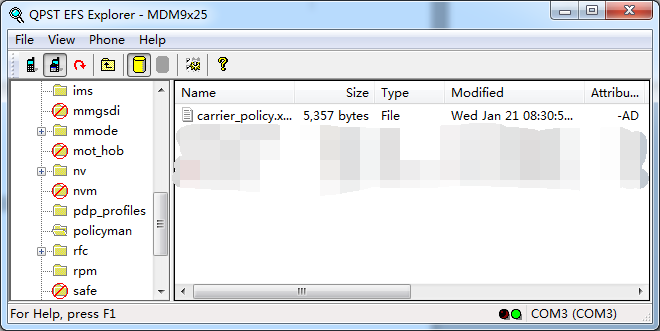 QPST EFS Explorer - MDM9x25
File View Phone Help
ims
mmgsdi
mmode
mot_hob
nv
nvm
pdp_profiles
policyman
rfc
rpm
safe
Name Size Type Modified Attribu...
carrier_policy.x... 5,357 bytes File Wed Jan 21 08:30:5... -AD
For Help, press F1 COM3 (COM3)